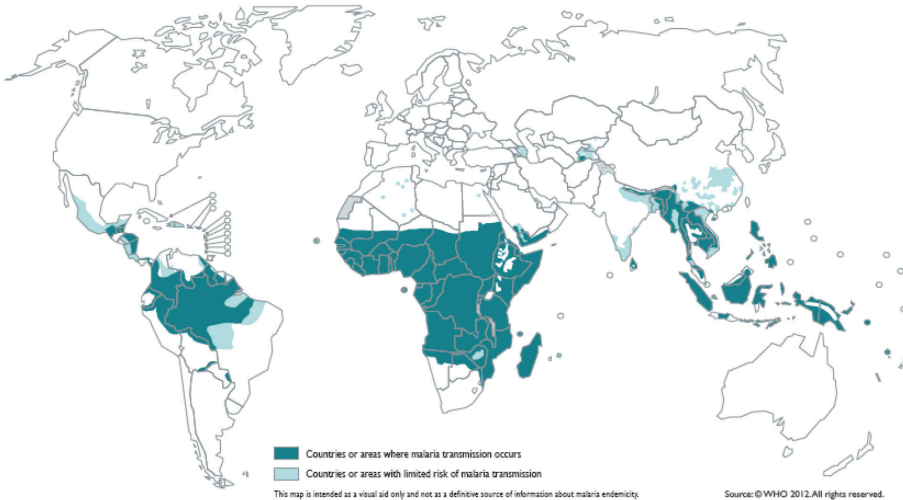 Countries or areas where malaria transmission occurs
Countries or areas with limited risk of malaria transmission
This map is intended as a visual aid only and not as a definitive source of information about malaria endemicity.
Source: © WHO 2012. All rights reserved.